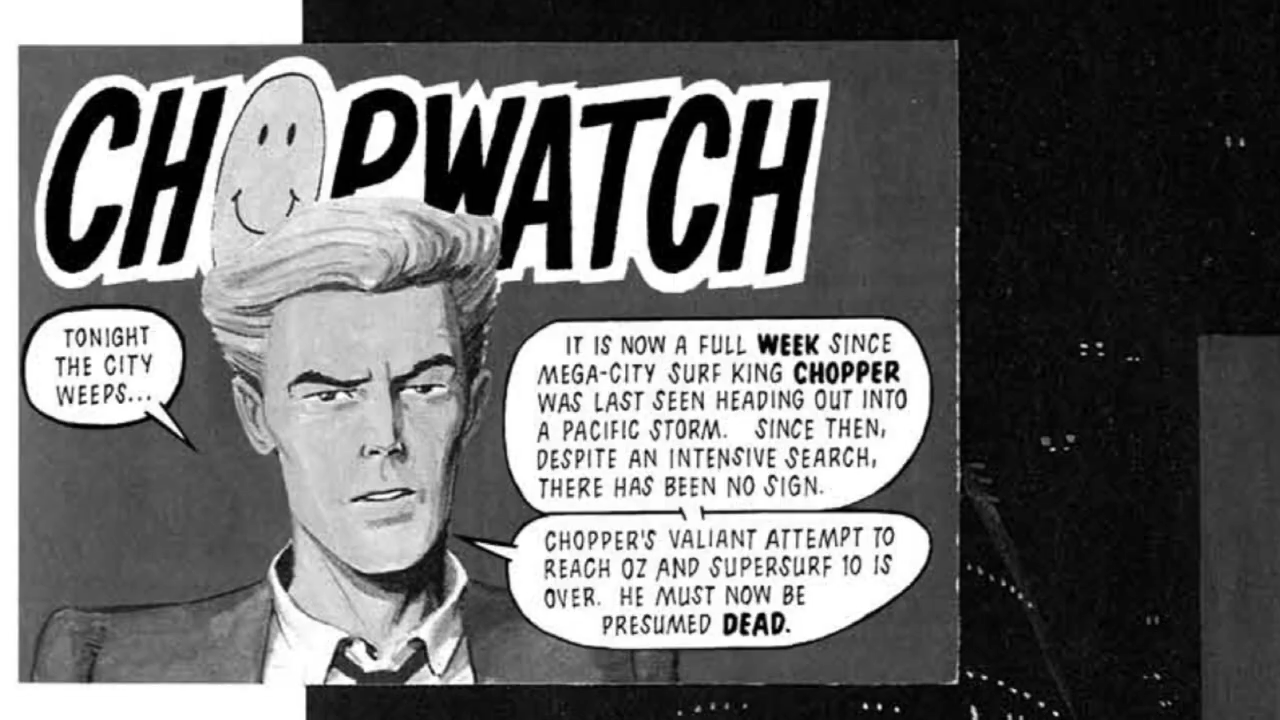 CHOPWATCH
TONIGHT
THE CITY
WEEPS...
IT IS NOW A FULL WEEK SINCE
MEGA-CITY SURF KING CHOPPER
WAS LAST SEEN HEADING OUT INTO
A PACIFIC STORM. SINCE THEN,
DESPITE AN INTENSIVE SEARCH,
THERE HAS BEEN NO SIGN.
CHOPPER'S VALIANT ATTEMPT TO
REACH OZ AND SUPERSURF 10 IS
OVER. HE MUST NOW BE
PRESUMED DEAD.